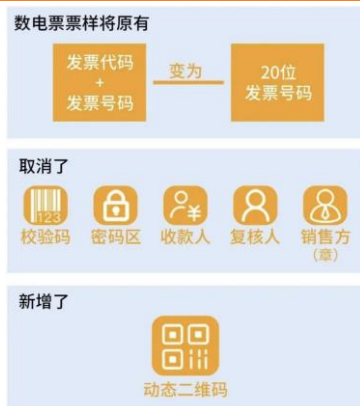 数电票票样将原有
发票代码
+
发票号码
变为
20位
发票号码
取消了
123
校验码 密码区 收款人 复核人 销售方
(章)
新增了
动态二维码